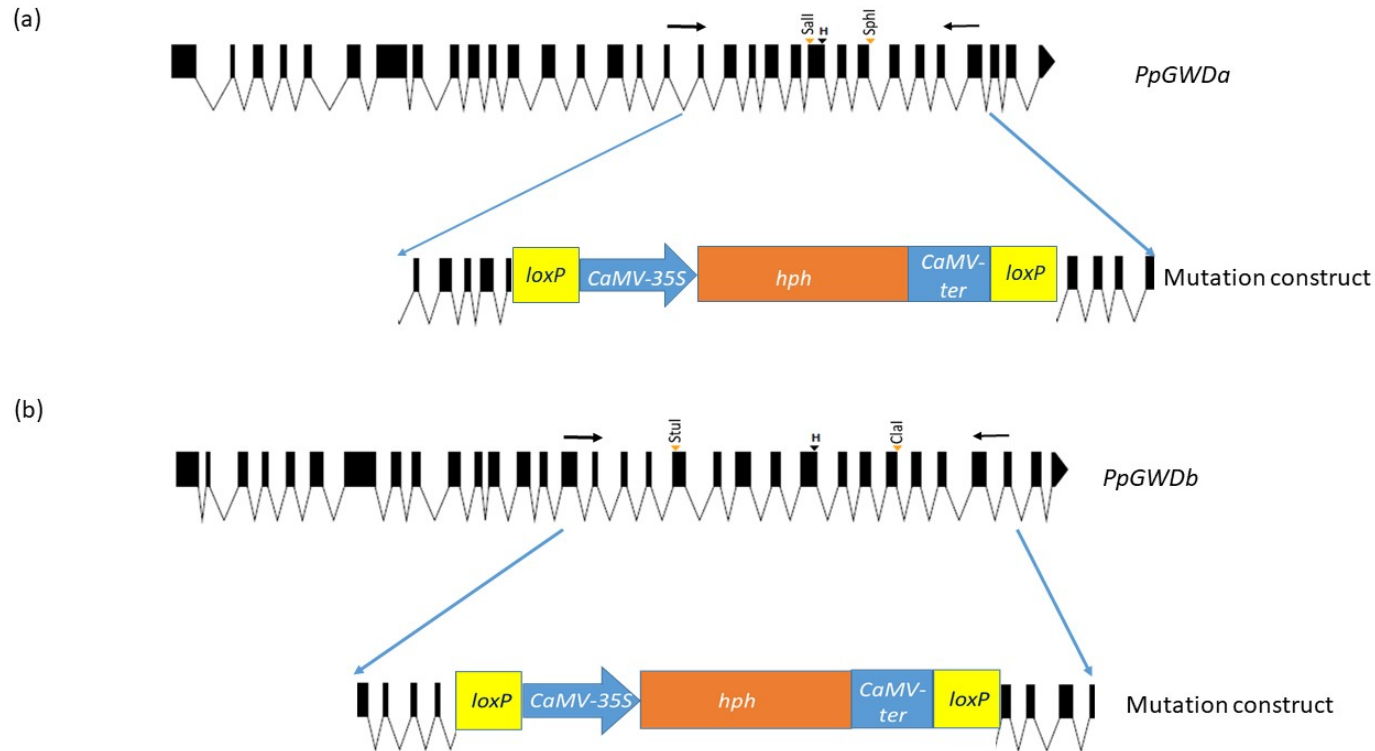 (a)
SalI
H
SphI
PpGWDa
loxP
CaMV-35S
hph
CaMV-
ter
loxP
Mutation construct
(b)
StuI
H
ClaI
PpGWDb
loxP
CaMV-35S
hph
CaMV-
ter
loxP
Mutation construct